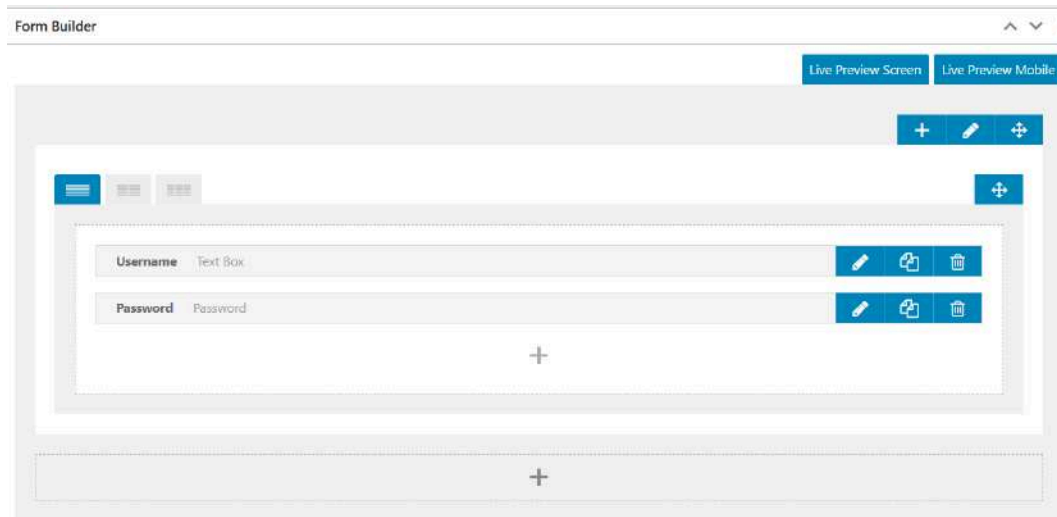 Form Builder
Live Preview Screen Live Preview Mobile
Username Text Box
Password Password